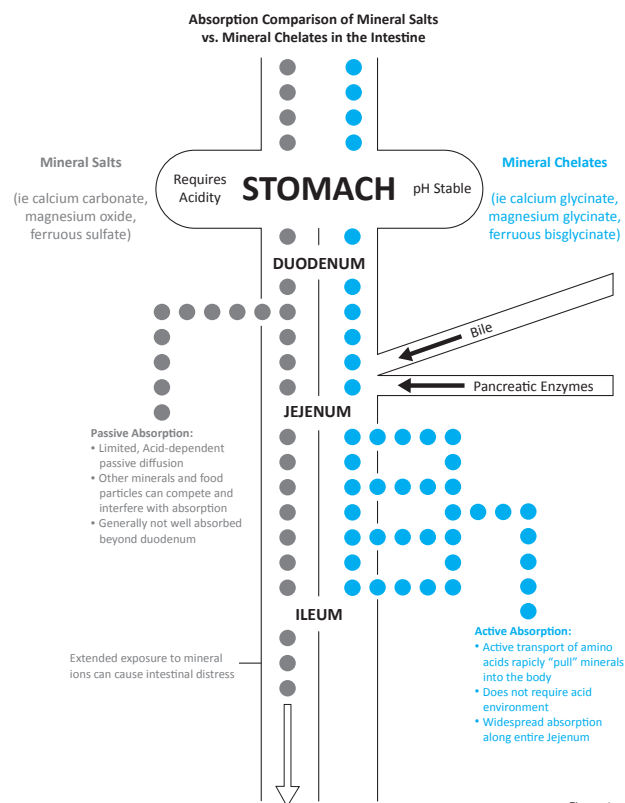 Absorption Comparison of Mineral Salts
vs. Mineral Chelates in the Intestine
Mineral Salts
(ie calcium carbonate,
magnesium oxide,
ferruous sulfate)
Requires
Acidity
STOMACH
pH Stable
Mineral Chelates
(ie calcium glycinate,
magnesium glycinate,
ferruous bisglycinate)
DUODENUM
Bile
Pancreatic Enzymes
JEJENUM
Passive Absorption:
• Limited, Acid-dependent
passive diffusion
• Other minerals and food
particles can compete and
interfere with absorption
• Generally not well absorbed
beyond duodenum
ILEUM
Extended exposure to mineral
ions can cause intestinal distress
Active Absorption:
• Active transport of amino
acids rapicly “pull” minerals
into the body
• Does not require acid
environment
• Widespread absorption
along entire Jejenum